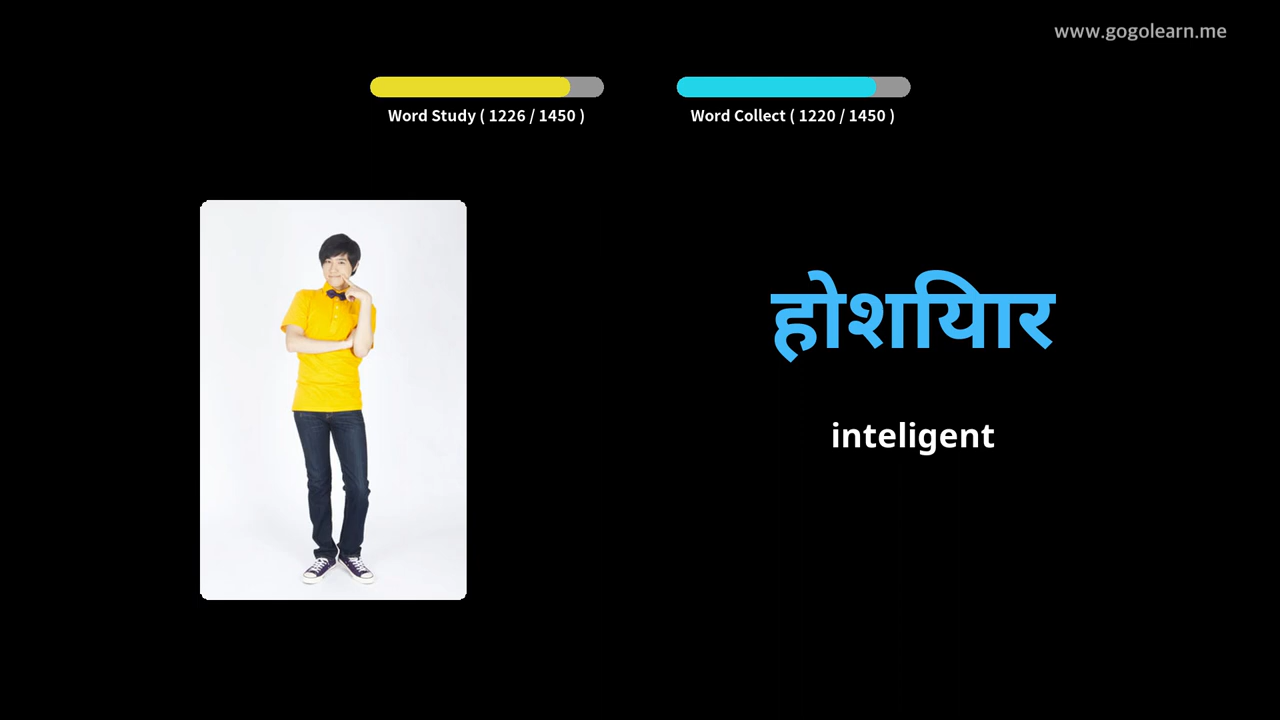 www.gogolearn.me
Word Study ( 1226 / 1450 )
Word Collect ( 1220 / 1450 )
होशियार
inteligent